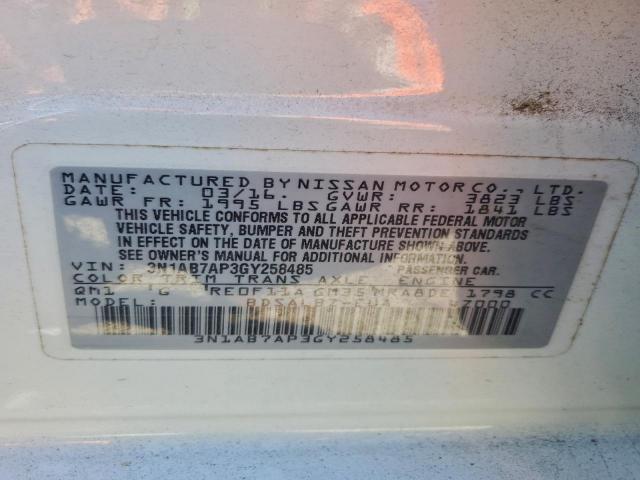 MANUFACTURED BY NISSAN MOTOR CO., LTD.
DATE: 03/16. GVWR: 3823 LBS
GAWR FR: 1995 LBS GAWR RR: 1841 LBS
THIS VEHICLE CONFORMS TO ALL APPLICABLE FEDERAL MOTOR
VEHICLE SAFETY, BUMPER AND THEFT PREVENTION STANDARDS
IN EFFECT ON THE DATE OF MANUFACTURE SHOWN ABOVE.
SEE OWNER'S MANUAL FOR ADDITIONAL INFORMATION.
VIN: 3N1AB7AP3GY258485 PASSENGER CAR.
COLOR TRIM TRANS AXLE ENGINE
QM1 G RE0F11A GM35 MRA8DE 1798 CC
MODEL:
3N1AB7AP3GY258485